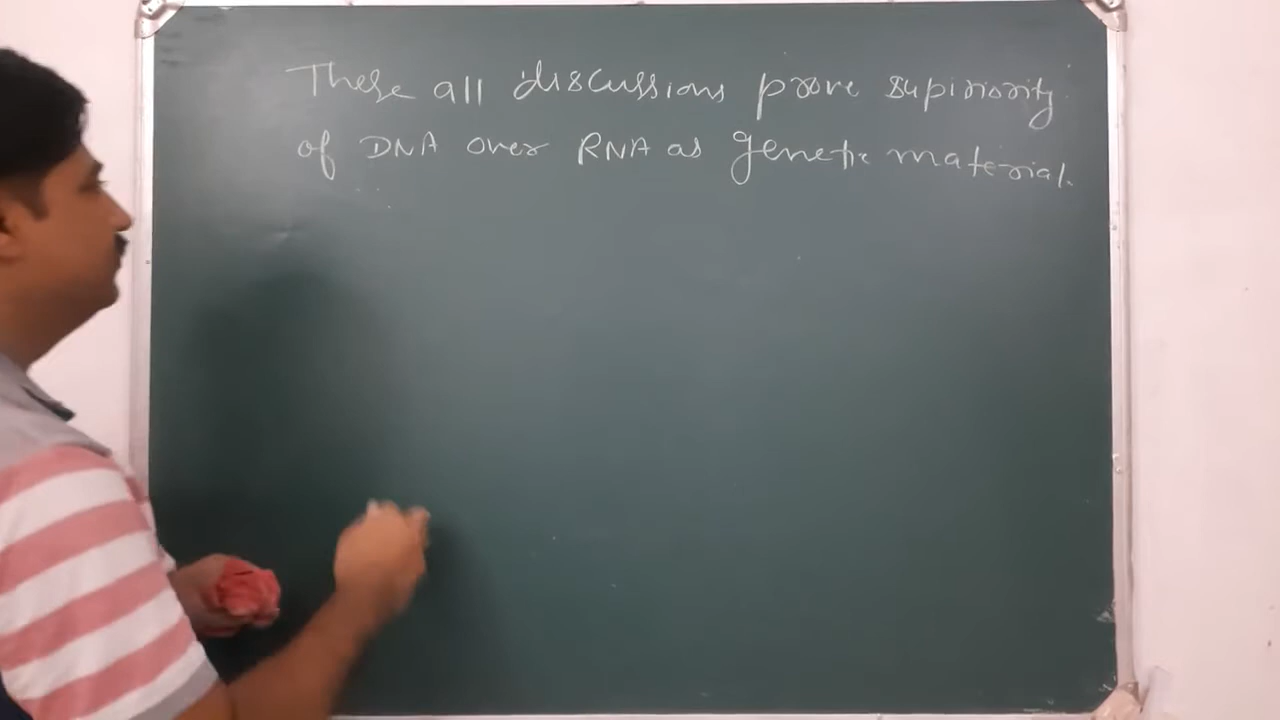 These all discussions prove supiriority
of DNA over RNA as genetic material.